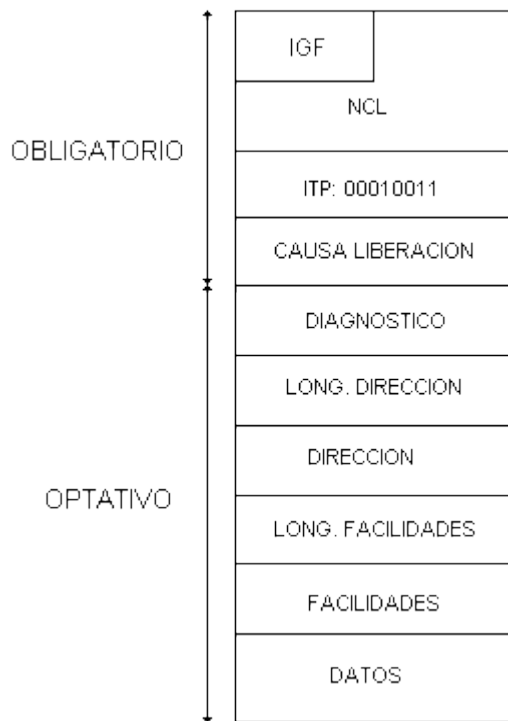 IGF
NCL
OBLIGATORIO
ITP: 00010011
CAUSA LIBERACION
DIAGNOSTICO
LONG. DIRECCION
DIRECCION
OPTATIVO
LONG. FACILIDADES
FACILIDADES
DATOS